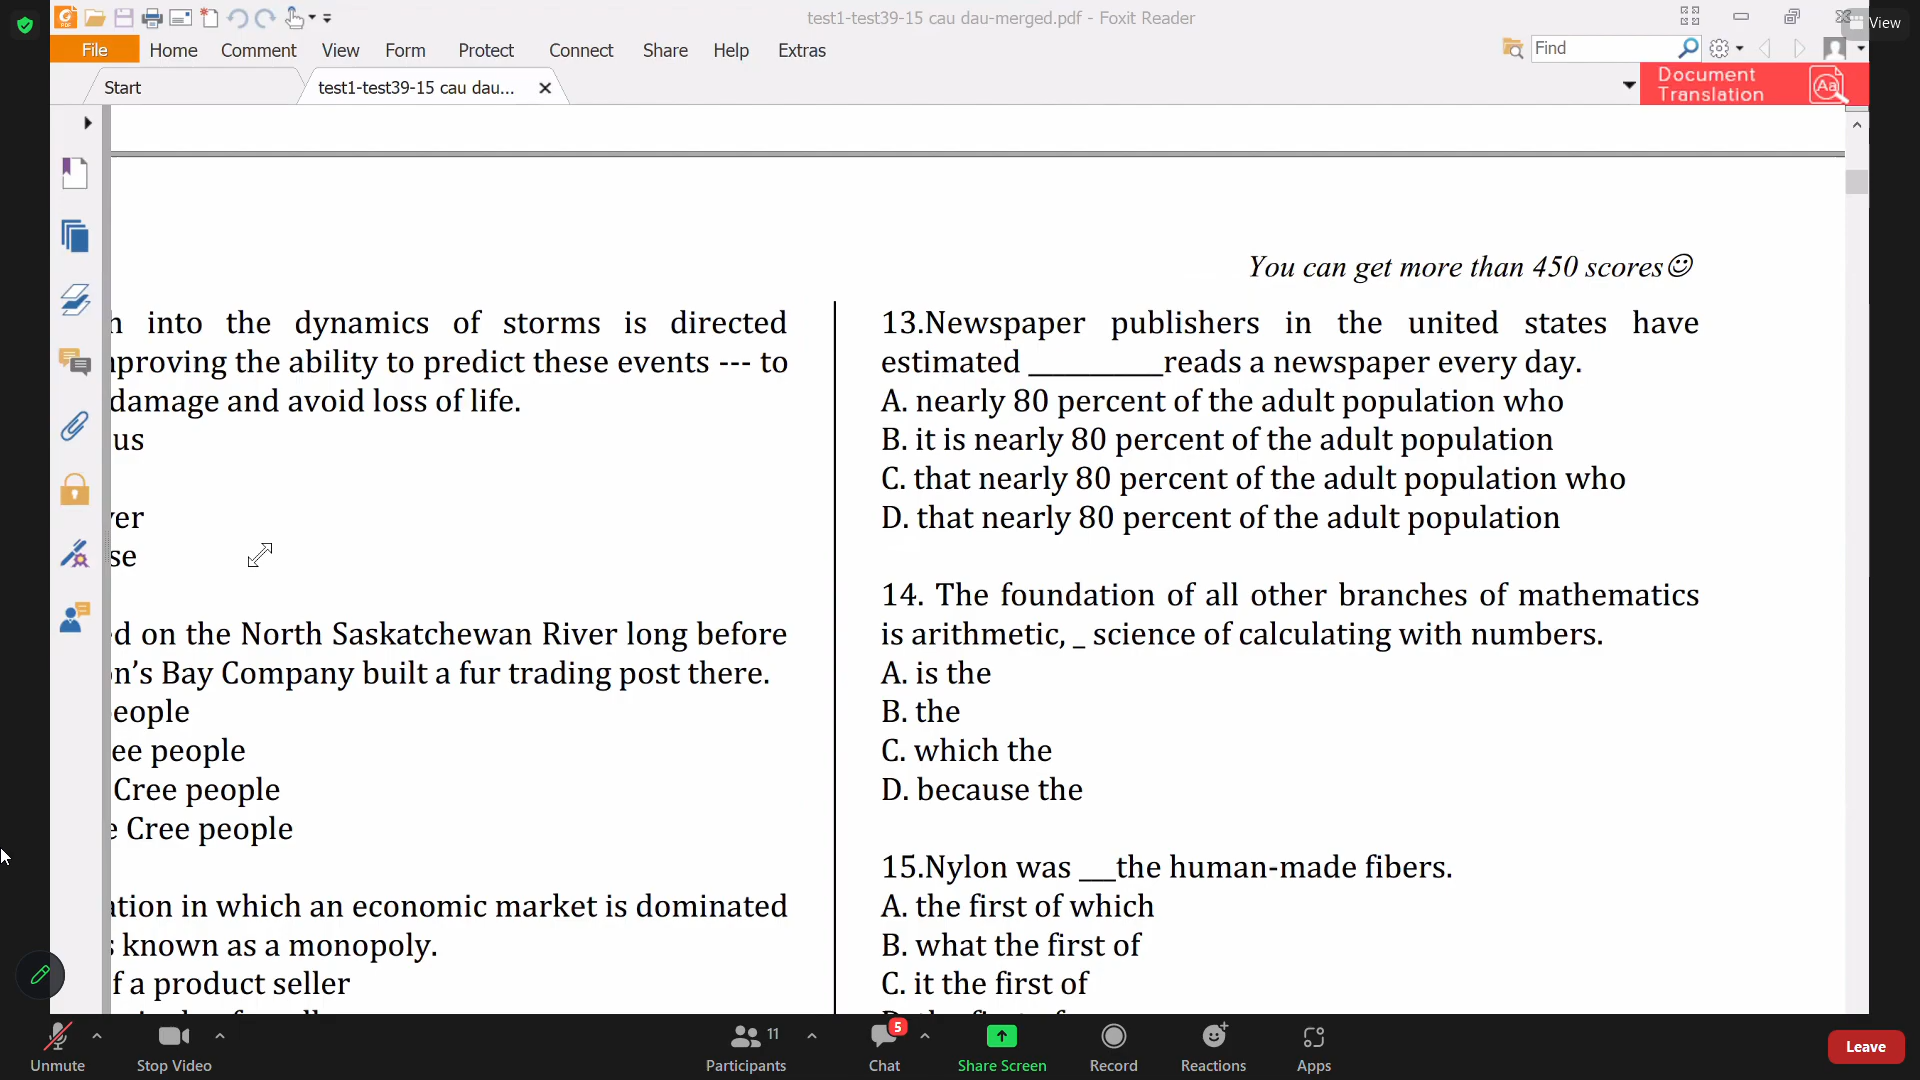 test1-test39-15 cau dau-merged.pdf - Foxit Reader
View
File Home Comment View Form Protect Connect Share Help Extras
Find
Start
test1-test39-15 cau dau...
Document
Translation
You can get more than 450 scores☺
into the dynamics of storms is directed
the ability to predict these events --- to
damage and avoid loss of life.
us
ver
se
on the North Saskatchewan River long before
Bay Company built a fur trading post there.
people
people
Cree people
Cree people
in which an economic market is dominated
known as a monopoly.
a product seller
13.Newspaper publishers in the united states have
estimated ___________reads a newspaper every day.
A. nearly 80 percent of the adult population who
B. it is nearly 80 percent of the adult population
C. that nearly 80 percent of the adult population who
D. that nearly 80 percent of the adult population
14. The foundation of all other branches of mathematics
is arithmetic, _ science of calculating with numbers.
A. is the
B. the
C. which the
D. because the
15.Nylon was ___the human-made fibers.
A. the first of which
B. what the first of
C. it the first of
Unmute
Stop Video
11
Participants
5
Chat
Share Screen
Record
Reactions
Apps
Leave